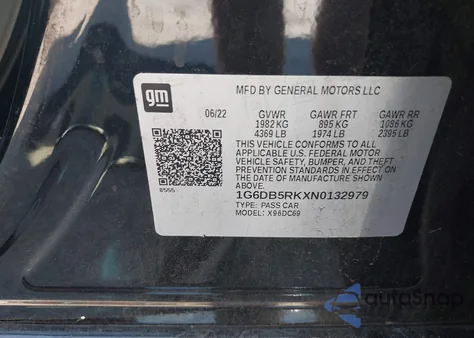 gm
MFD BY GENERAL MOTORS LLC
06/22 GVWR GAWR FRT GAWR RR
1982 KG 895 KG 1086 KG
4369 LB 1974 LB 2395 LB
THIS VEHICLE CONFORMS TO ALL
APPLICABLE U.S. FEDERAL MOTOR
VEHICLE SAFETY, BUMPER, AND THEFT
PREVENTION STANDARDS IN EFFECT ON
THE DATE OF MANUFACTURE
SHOWN ABOVE.
1G6DB5RKXN0132979
8555
TYPE: PASS CAR
MODEL: X96DC69
autoSnap